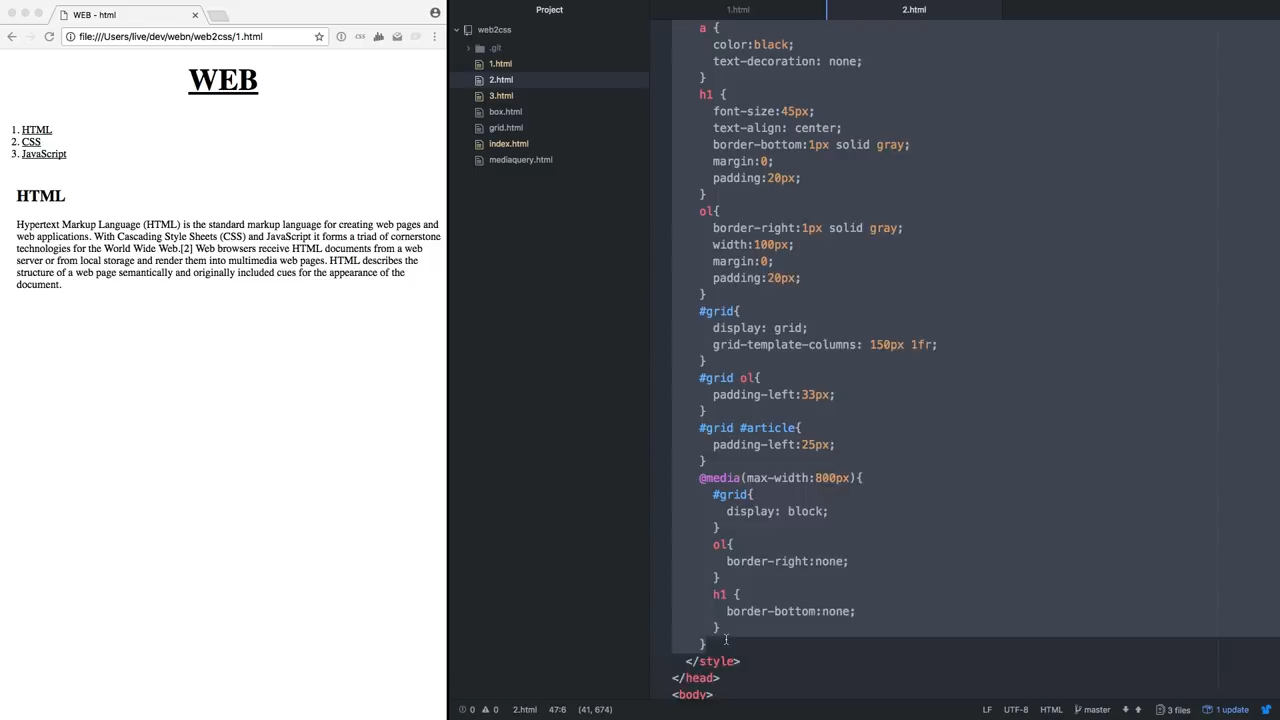 WEB - html
file:///Users/live/dev/webn/web2css/1.html
WEB
1. HTML
2. CSS
3. JavaScript
HTML
Hypertext Markup Language (HTML) is the standard markup language for creating web pages and
web applications. With Cascading Style Sheets (CSS) and JavaScript it forms a triad of cornerstone
technologies for the World Wide Web.[2] Web browsers receive HTML documents from a web
server or from local storage and render them into multimedia web pages. HTML describes the
structure of a web page semantically and originally included cues for the appearance of the
document.
Project
web2css
.git
1.html
2.html
3.html
box.html
grid.html
index.html
mediaquery.html
1.html
2.html
a {
color:black;
text-decoration: none;
}
h1 {
font-size:45px;
text-align: center;
border-bottom:1px solid gray;
margin:0;
padding:20px;
}
ol{
border-right:1px solid gray;
width:100px;
margin:0;
padding:20px;
}
#grid{
display: grid;
grid-template-columns: 150px 1fr;
}
#grid ol{
padding-left:33px;
}
#grid #article{
padding-left:25px;
}
@media(max-width:800px){
#grid{
display: block;
}
ol{
border-right:none;
}
h1 {
border-bottom:none;
}
}
</style>
</head>
<body>
0 0 2.html 47:6 (41, 674) LF UTF-8 HTML master 3 files 1 update